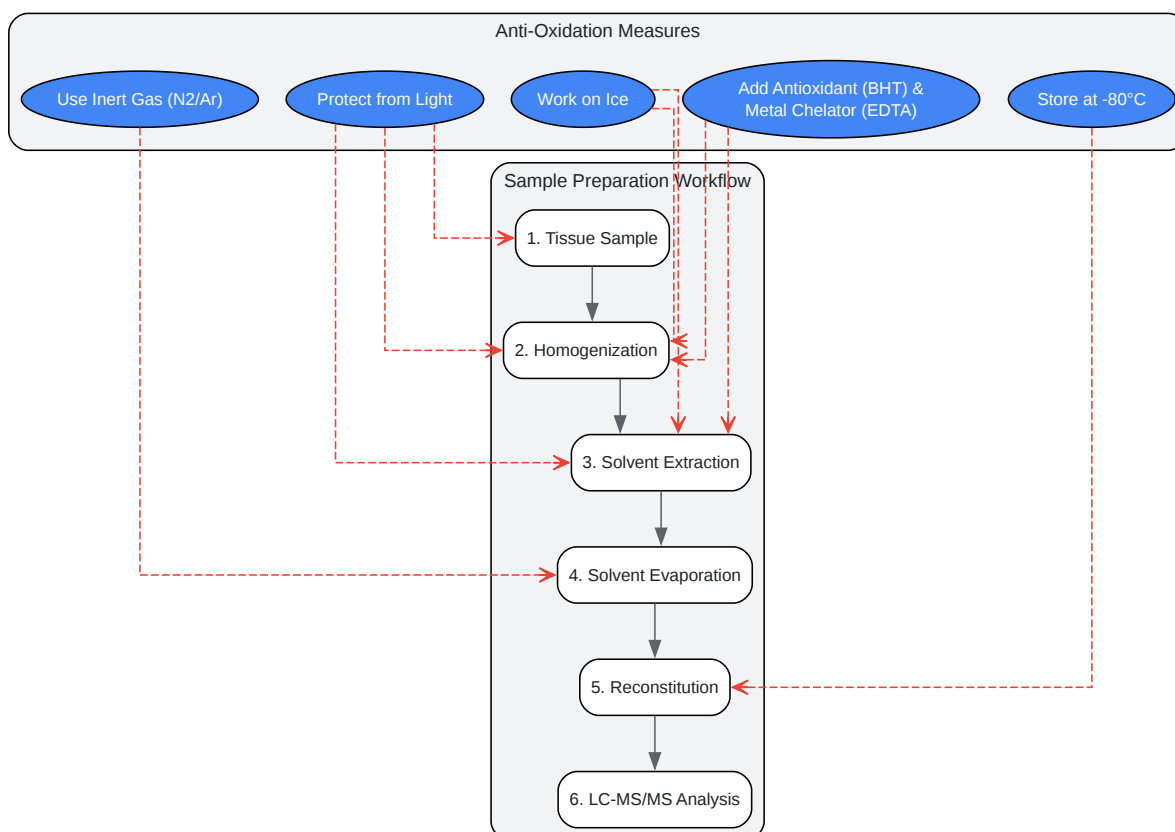 Anti-Oxidation Measures
Use Inert Gas (N2/Ar)
Protect from Light
Work on Ice
Add Antioxidant (BHT) &
Metal Chelator (EDTA)
Store at -80°C
Sample Preparation Workflow
1. Tissue Sample
2. Homogenization
3. Solvent Extraction
4. Solvent Evaporation
5. Reconstitution
6. LC-MS/MS Analysis